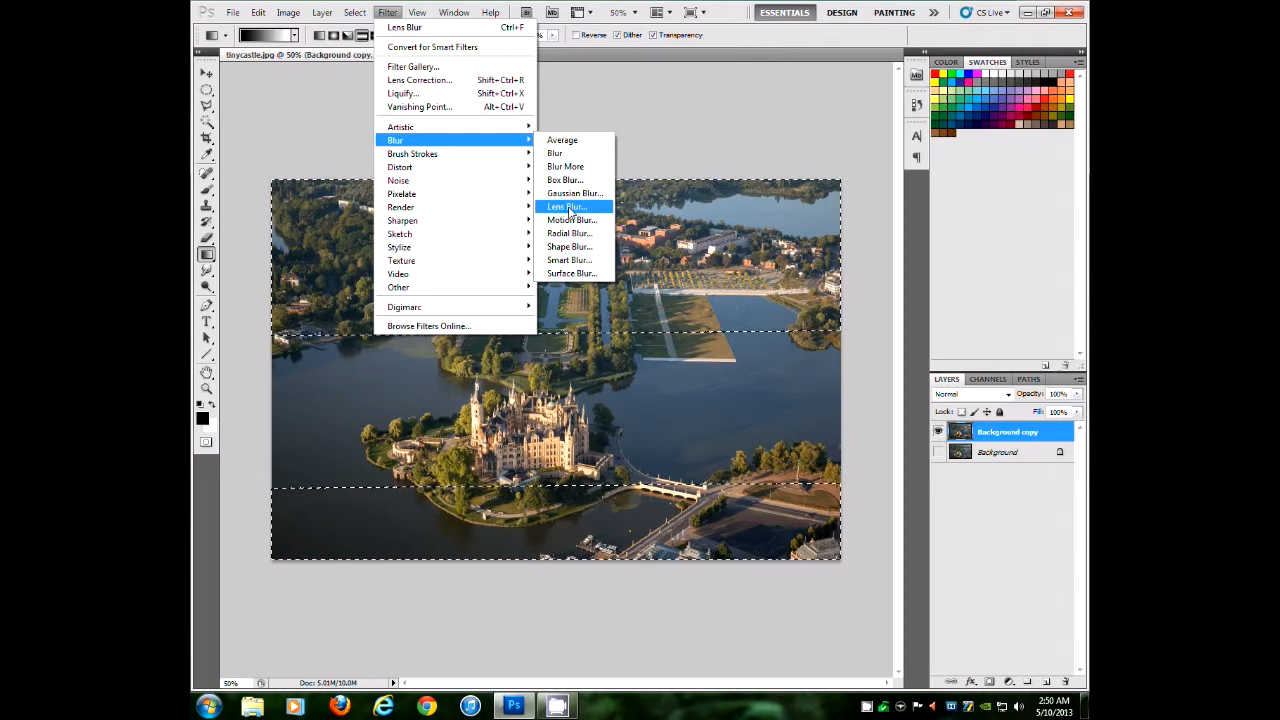 Ps File Edit Image Layer Select Filter View Window Help Br Mb 50% ESSENTIALS DESIGN PAINTING CS Live
Reverse Dither Transparency
tinycastle.jpg @ 50% (Background copy,
Lens Blur Ctrl+F
Convert for Smart Filters
Filter Gallery...
Lens Correction... Shift+Ctrl+R
Liquify... Shift+Ctrl+X
Vanishing Point... Alt+Ctrl+V
Artistic
Blur
Brush Strokes
Distort
Noise
Pixelate
Render
Sharpen
Sketch
Stylize
Texture
Video
Other
Digimarc
Browse Filters Online...
Average
Blur
Blur More
Box Blur...
Gaussian Blur...
Lens Blur...
Motion Blur...
Radial Blur...
Shape Blur...
Smart Blur...
Surface Blur...
COLOR SWATCHES STYLES
LAYERS CHANNELS PATHS
Normal Opacity: 100%
Lock: Fill: 100%
Background copy
Background
50% Doc: 5.01M/10.0M
Ps
2:50 AM
5/10/2013